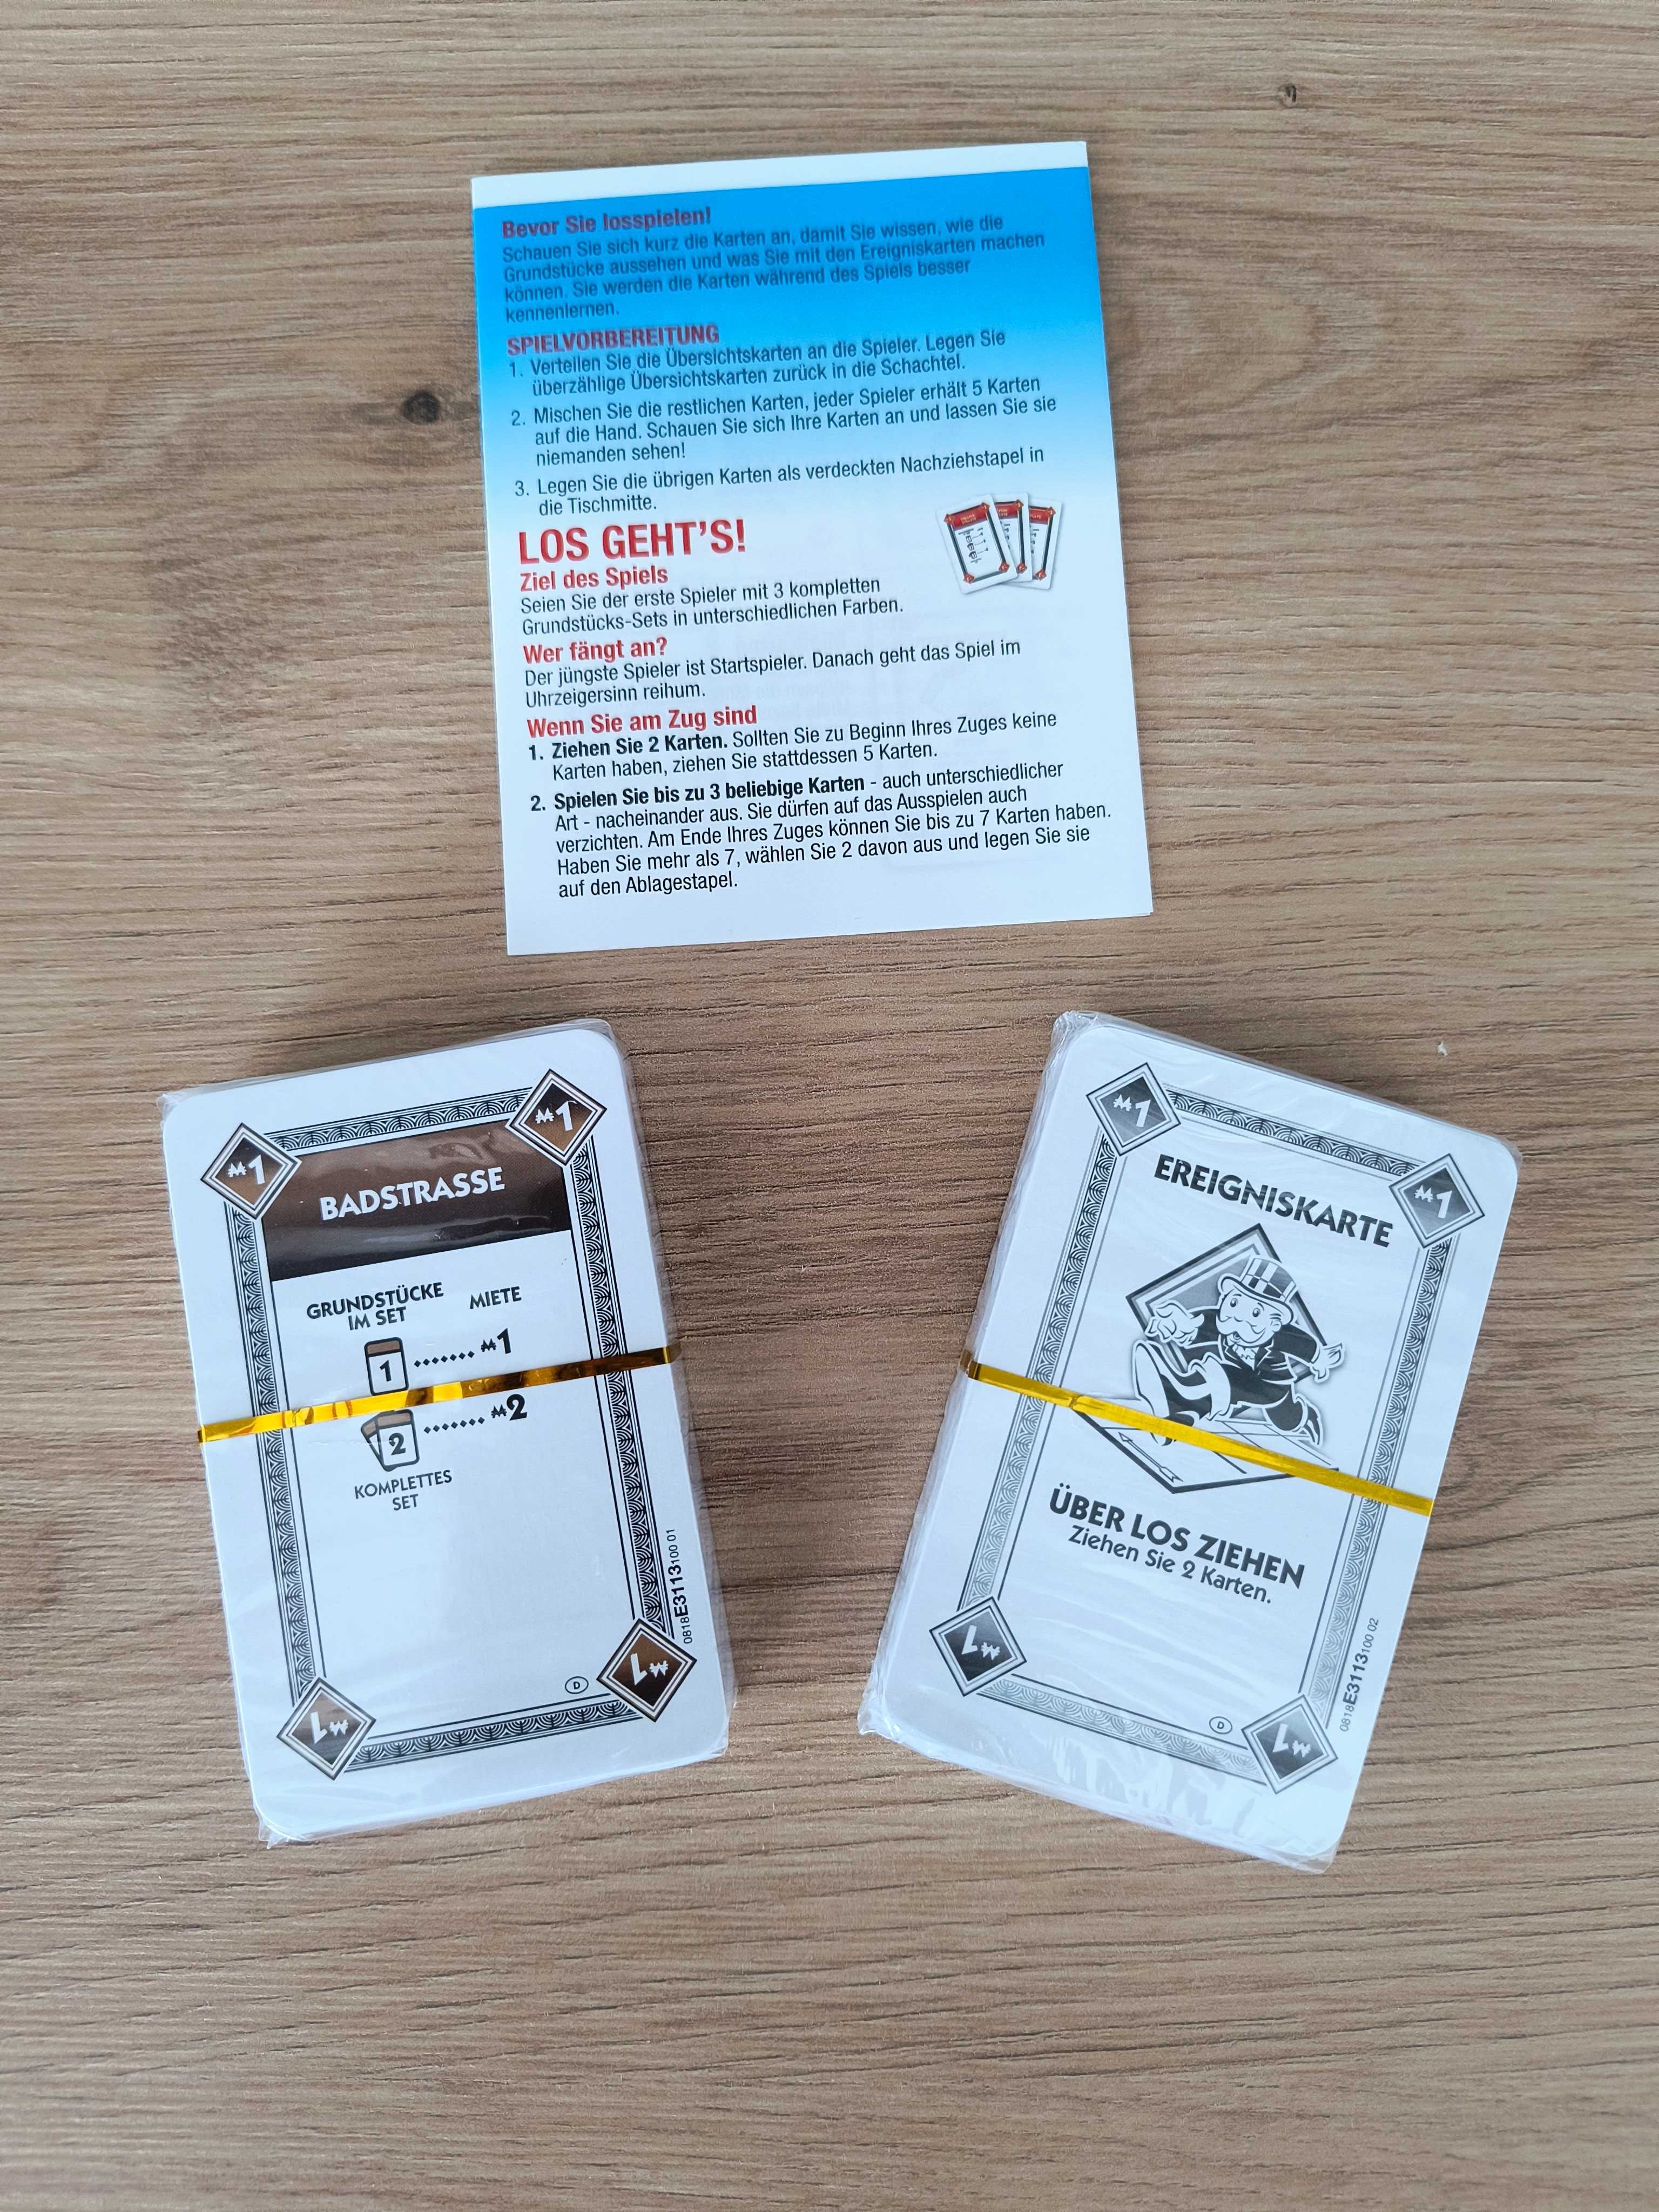 Bevor Sie losspielen!
Schauen Sie sich kurz die Karten an, damit Sie wissen, wie die
Grundstücke aussehen und was Sie mit den Ereigniskarten machen
können. Sie werden die Karten während des Spiels besser
kennenlernen.
SPIELVORBEREITUNG
1. Verteilen Sie die Übersichtskarten an die Spieler. Legen Sie
überzählige Übersichtskarten zurück in die Schachtel.
2. Mischen Sie die restlichen Karten, jeder Spieler erhält 5 Karten
auf die Hand. Schauen Sie sich Ihre Karten an und lassen Sie sie
niemanden sehen!
3. Legen Sie die übrigen Karten als verdeckten Nachziehstapel in
die Tischmitte.
LOS GEHT'S!
Ziel des Spiels
Seien Sie der erste Spieler mit 3 kompletten
Grundstücks-Sets in unterschiedlichen Farben.
Wer fängt an?
Der jüngste Spieler ist Startspieler. Danach geht das Spiel im
Uhrzeigersinn reihum.
Wenn Sie am Zug sind
1. Ziehen Sie 2 Karten. Sollten Sie zu Beginn Ihres Zuges keine
Karten haben, ziehen Sie stattdessen 5 Karten.
2. Spielen Sie bis zu 3 beliebige Karten - auch unterschiedlicher
Art - nacheinander aus. Sie dürfen auf das Ausspielen auch
verzichten. Am Ende Ihres Zuges können Sie bis zu 7 Karten haben.
Haben Sie mehr als 7, wählen Sie 2 davon aus und legen Sie sie
auf den Ablagestapel.
M1
M1
BADSTRASSE
GRUNDSTÜCKE
IM SET
MIETE
1 ....... M1
2 ....... M2
KOMPLETTES
SET
D
M1
M1
0818E3113100 01
M1
M1
EREIGNISKARTE
ÜBER LOS ZIEHEN
Ziehen Sie 2 Karten.
D
M1
M1
0818E3113100 02